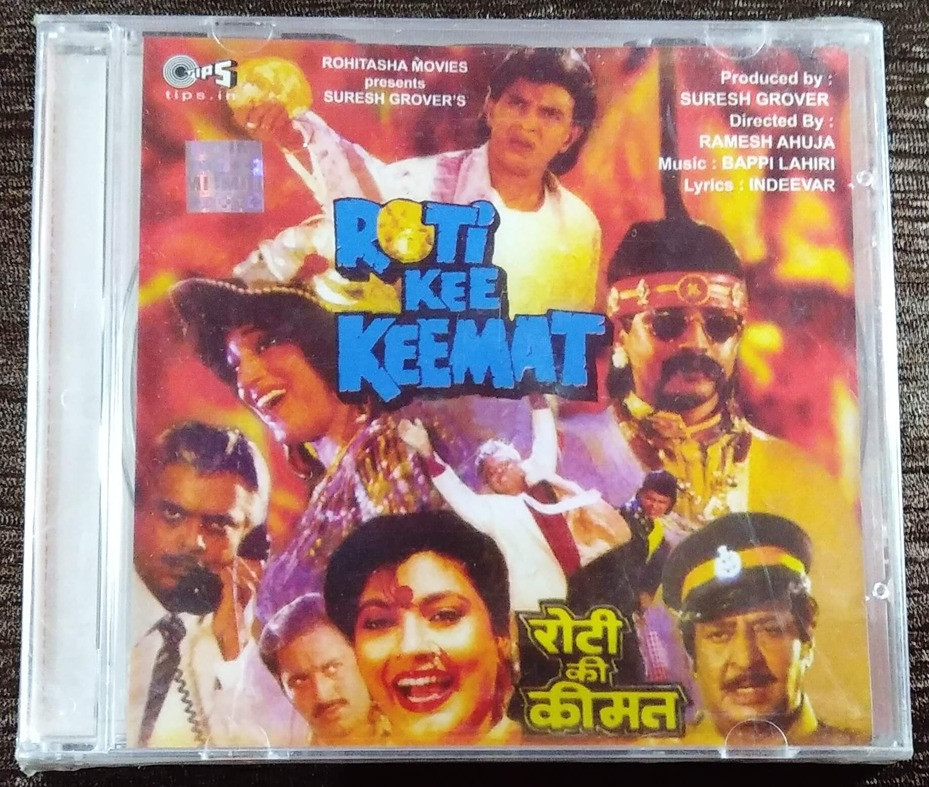 TIPS
tips.in
ROHITASHA MOVIES
presents
SURESH GROVER'S
Produced by :
SURESH GROVER
Directed By :
RAMESH AHUJA
Music : BAPPI LAHIRI
Lyrics : INDEEVAR
ROTI
KEE
KEEMAT
रोटी
की
कीमत